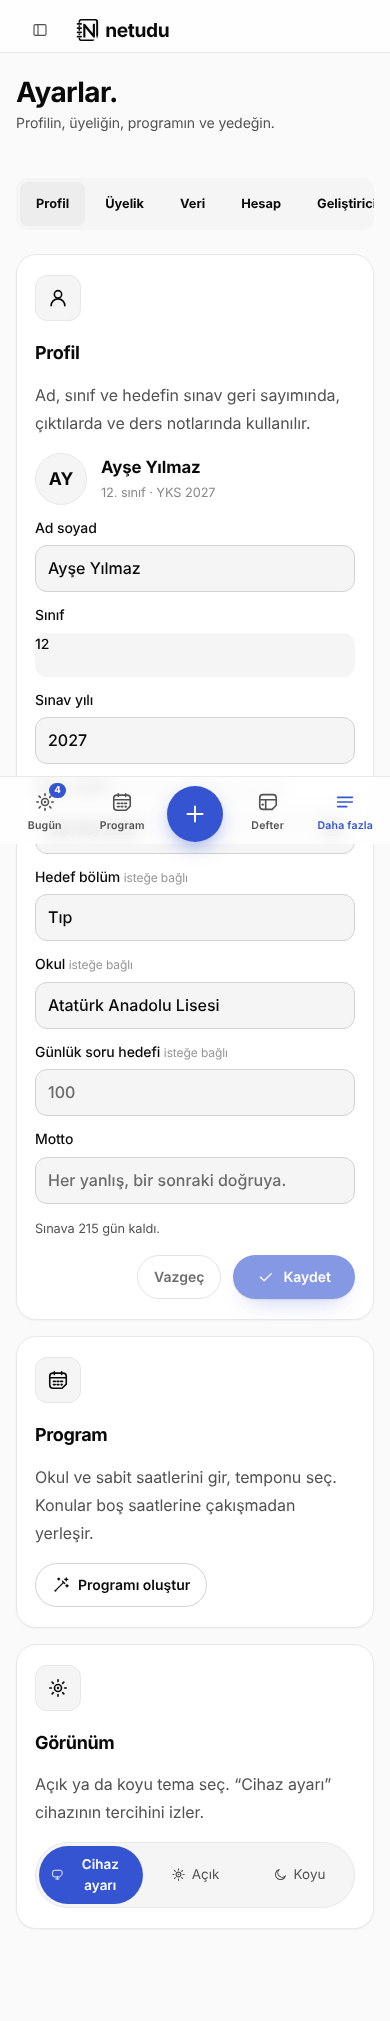 netudu
Ayarlar.
Profilin, üyeliğin, programın ve yedeğin.
Profil
Üyelik
Veri
Hesap
Geliştirici
Profil
Ad, sınıf ve hedefin sınav geri sayımında,
çıktılarda ve ders notlarında kullanılır.
AY
Ayşe Yılmaz
12. sınıf · YKS 2027
Ad soyad
Ayşe Yılmaz
Sınıf
12
Sınav yılı
2027
4
Bugün
Program
Defter
Daha fazla
Hedef bölüm isteğe bağlı
Tıp
Okul isteğe bağlı
Atatürk Anadolu Lisesi
Günlük soru hedefi isteğe bağlı
100
Motto
Her yanlış, bir sonraki doğruya.
Sınava 215 gün kaldı.
Vazgeç
Kaydet
Program
Okul ve sabit saatlerini gir, temponu seç.
Konular boş saatlerine çakışmadan
yerleşir.
Programı oluştur
Görünüm
Açık ya da koyu tema seç. “Cihaz ayarı”
cihazının tercihini izler.
Cihaz
ayarı
Açık
Koyu